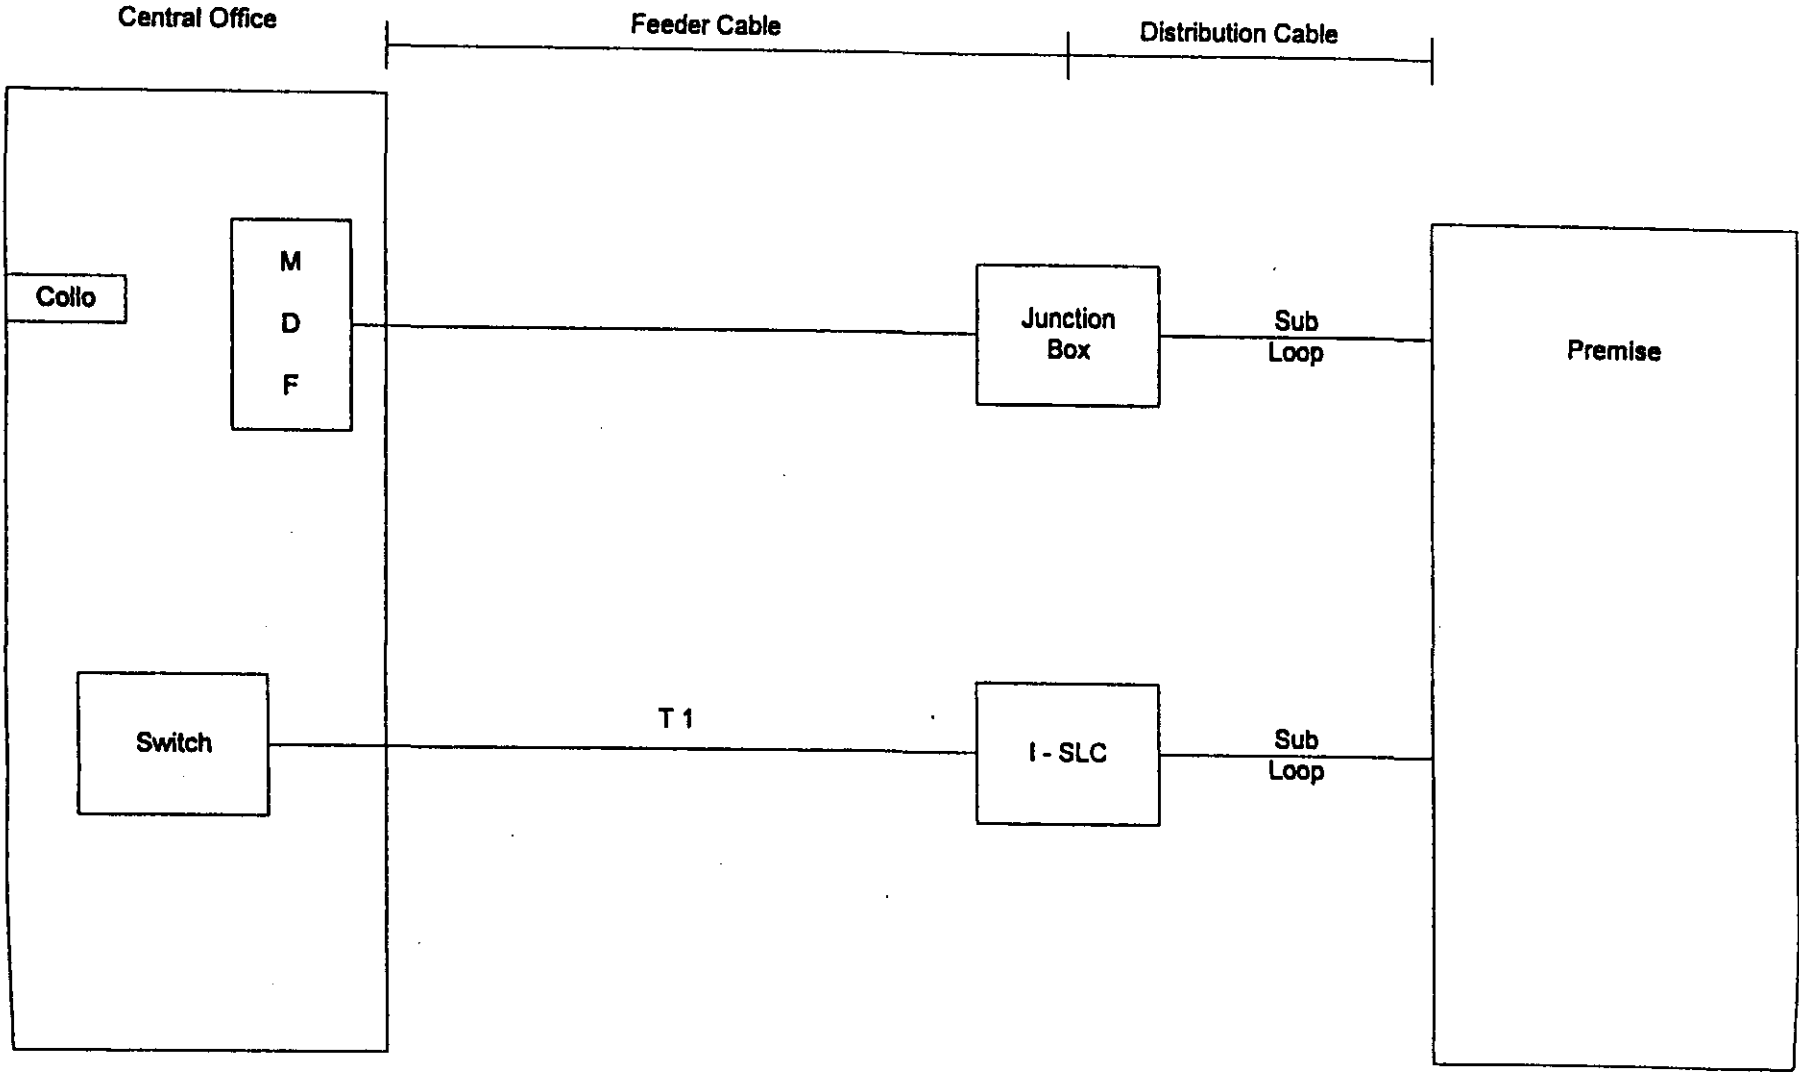 Central Office
Feeder Cable
Distribution Cable
M
D
F
Collo
Junction
Box
Sub
Loop
Premise
Switch
T 1
I - SLC
Sub
Loop